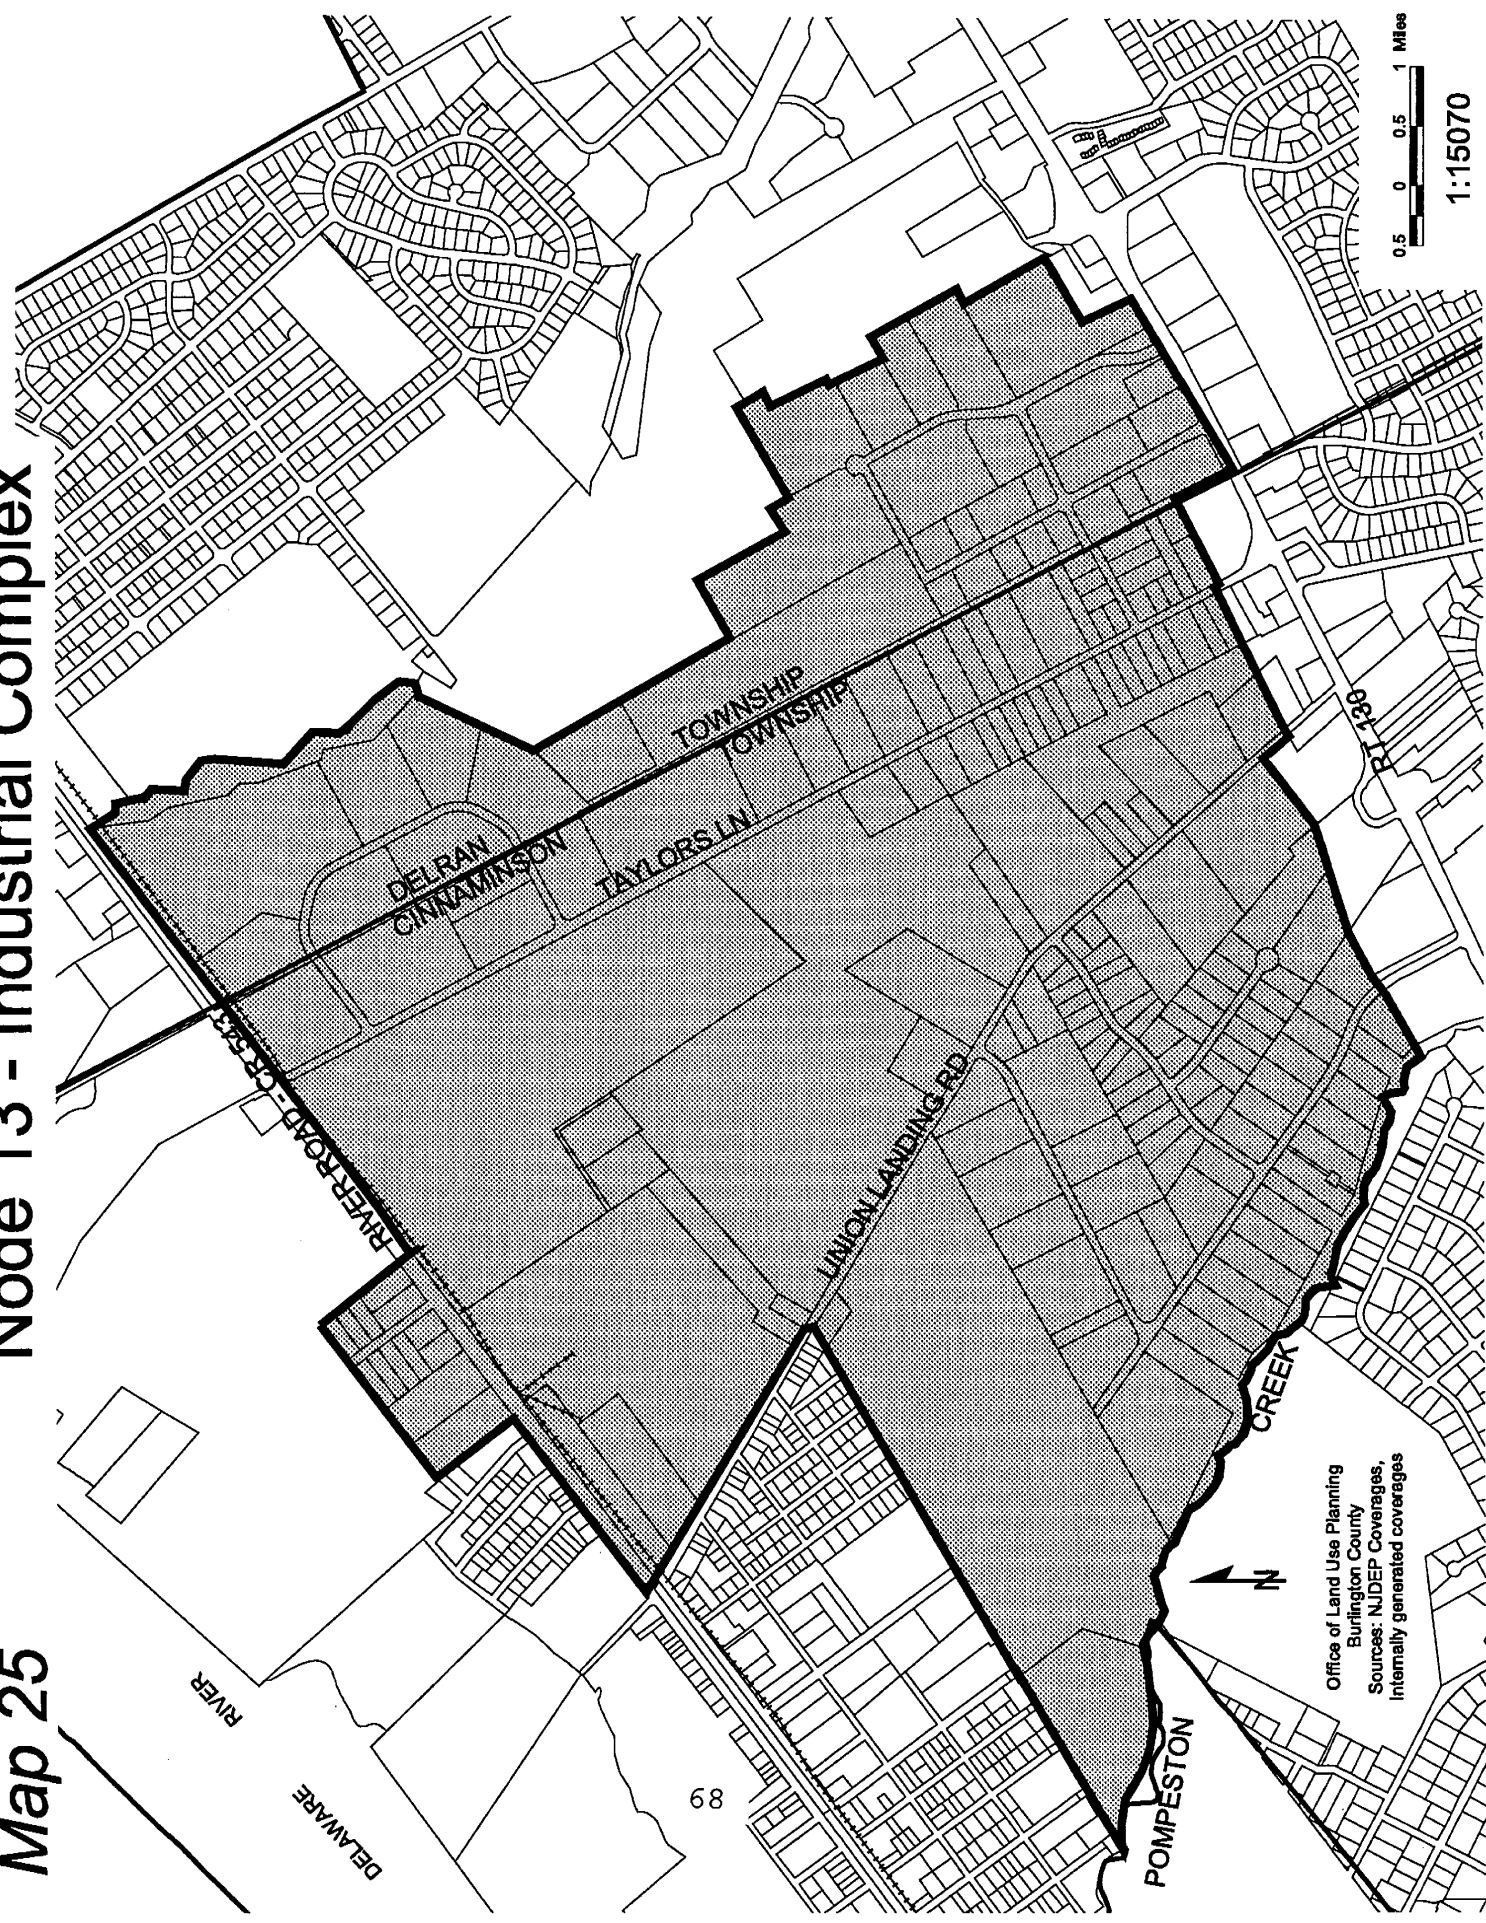 Map 25
Node 13 - Industrial Complex
DELAWARE
RIVER
RIVER ROAD - CR 543
DELRAN
TOWNSHIP
CINNAMINSON
TOWNSHIP
TAYLORS LN
UNION LANDING RD
RT 130
POMPESTON
CREEK
N
Office of Land Use Planning
Burlington County
Sources: NJDEP Coverages,
Internally generated coverages
0.5 0 0.5 1 Miles
1:15070
68